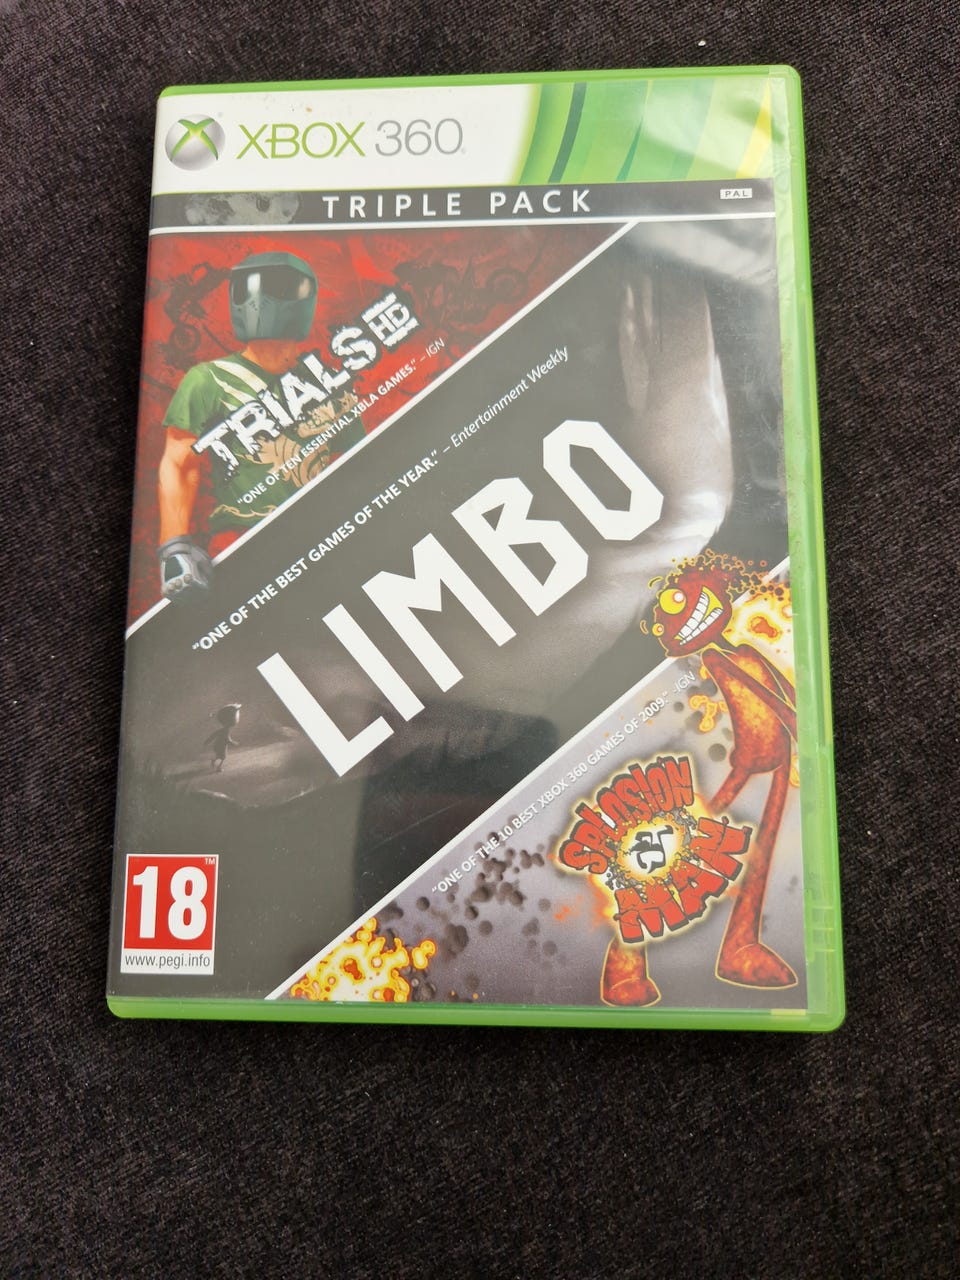 XBOX 360
TRIPLE PACK
PAL
TRIALS HD
"ONE OF TEN ESSENTIAL XBLA GAMES." – IGN
"ONE OF THE BEST GAMES OF THE YEAR." – Entertainment Weekly
LIMBO
"ONE OF THE 10 BEST XBOX 360 GAMES OF 2009." -IGN
SPLOSION
MAN
18
TM
www.pegi.info